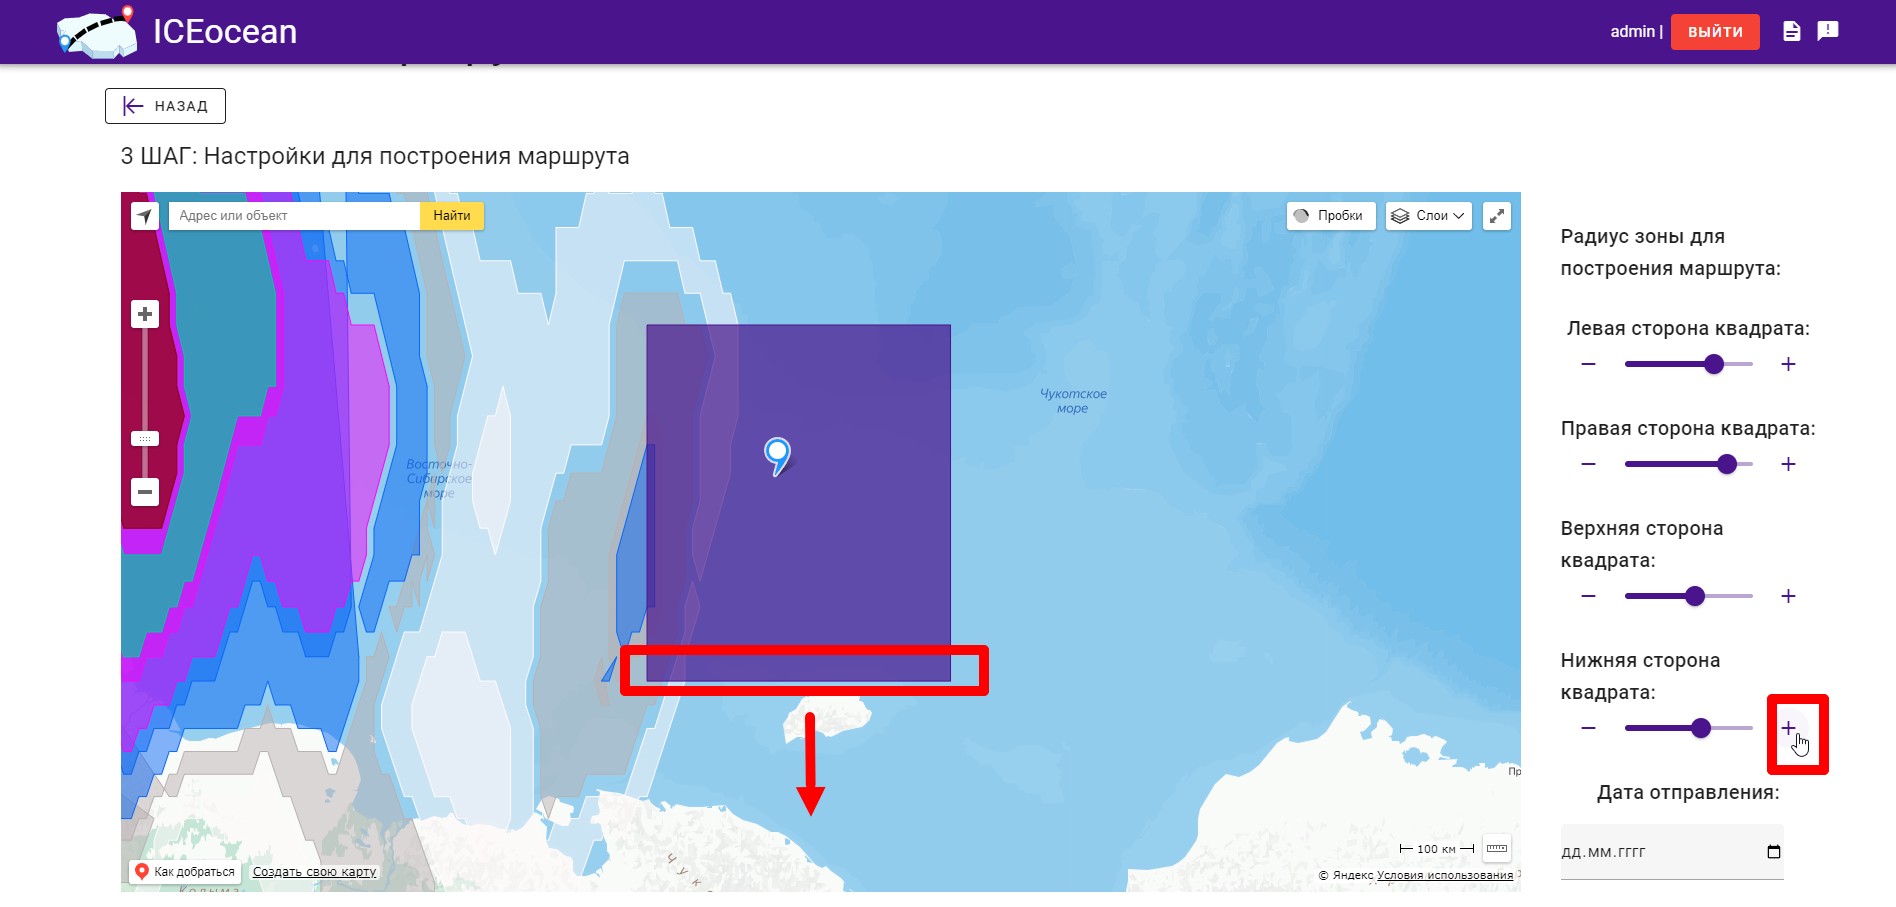 ICEocean
admin |
ВЫЙТИ
НАЗАД
3 ШАГ: Настройки для построения маршрута
Адрес или объект
Найти
Пробки
Слои
Радиус зоны для
построения маршрута:
Левая сторона квадрата:
Чукотское
море
Правая сторона квадрата:
Восточно-
Сибирское
море
Верхняя сторона
квадрата:
Нижняя сторона
квадрата:
Дата отправления:
100 км
ДД.ММ.ГГГГ
Как добраться
Создать свою карту
© Яндекс Условия использования